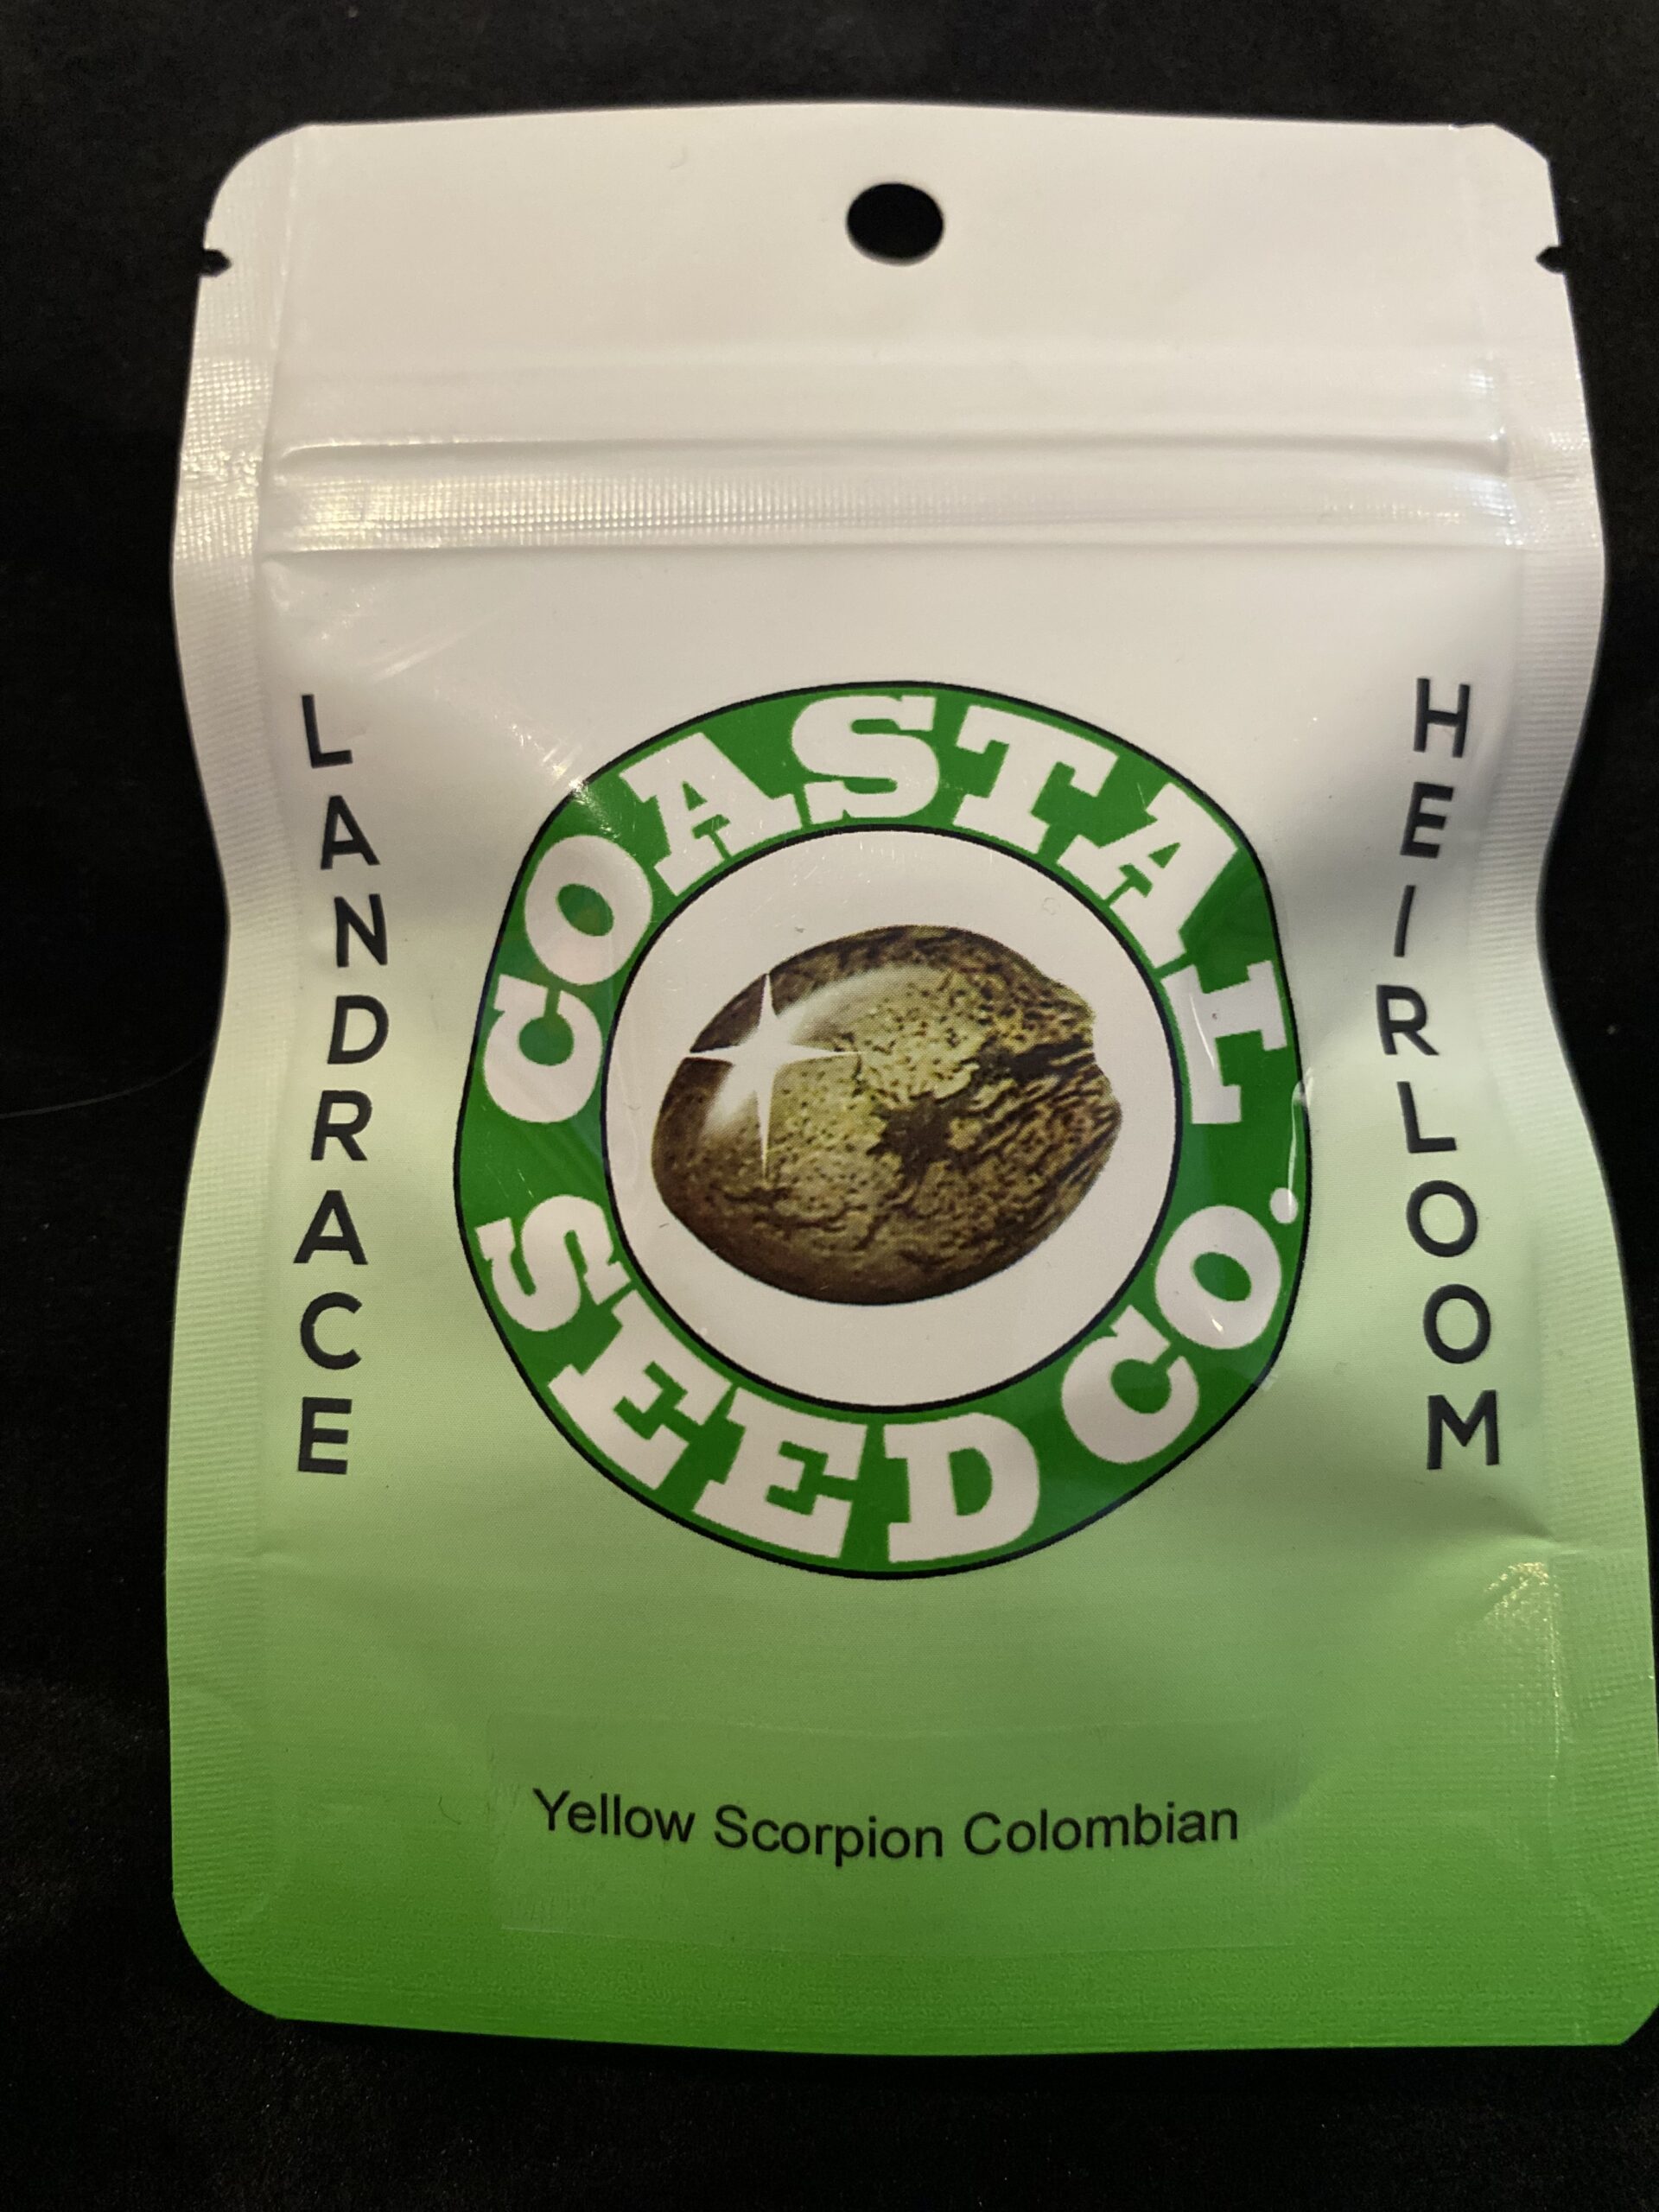 LANDRACE
COASTAL
SEED CO.
HEIRLOOM
Yellow Scorpion Colombian